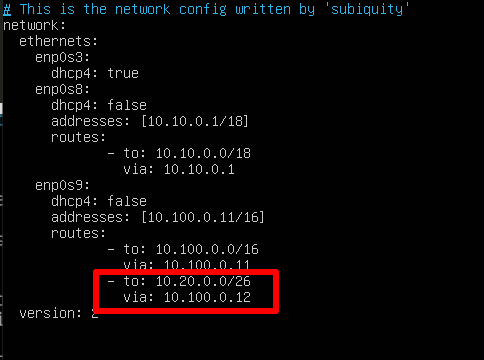 # This is the network config written by 'subiquity'
network:
  ethernets:
    enp0s3:
      dhcp4: true
    enp0s8:
      dhcp4: false
      addresses: [10.10.0.1/18]
      routes:
             - to: 10.10.0.0/18
               via: 10.10.0.1
    enp0s9:
      dhcp4: false
      addresses: [10.100.0.11/16]
      routes:
             - to: 10.100.0.0/16
               via: 10.100.0.11
             - to: 10.20.0.0/26
               via: 10.100.0.12
  version: 2